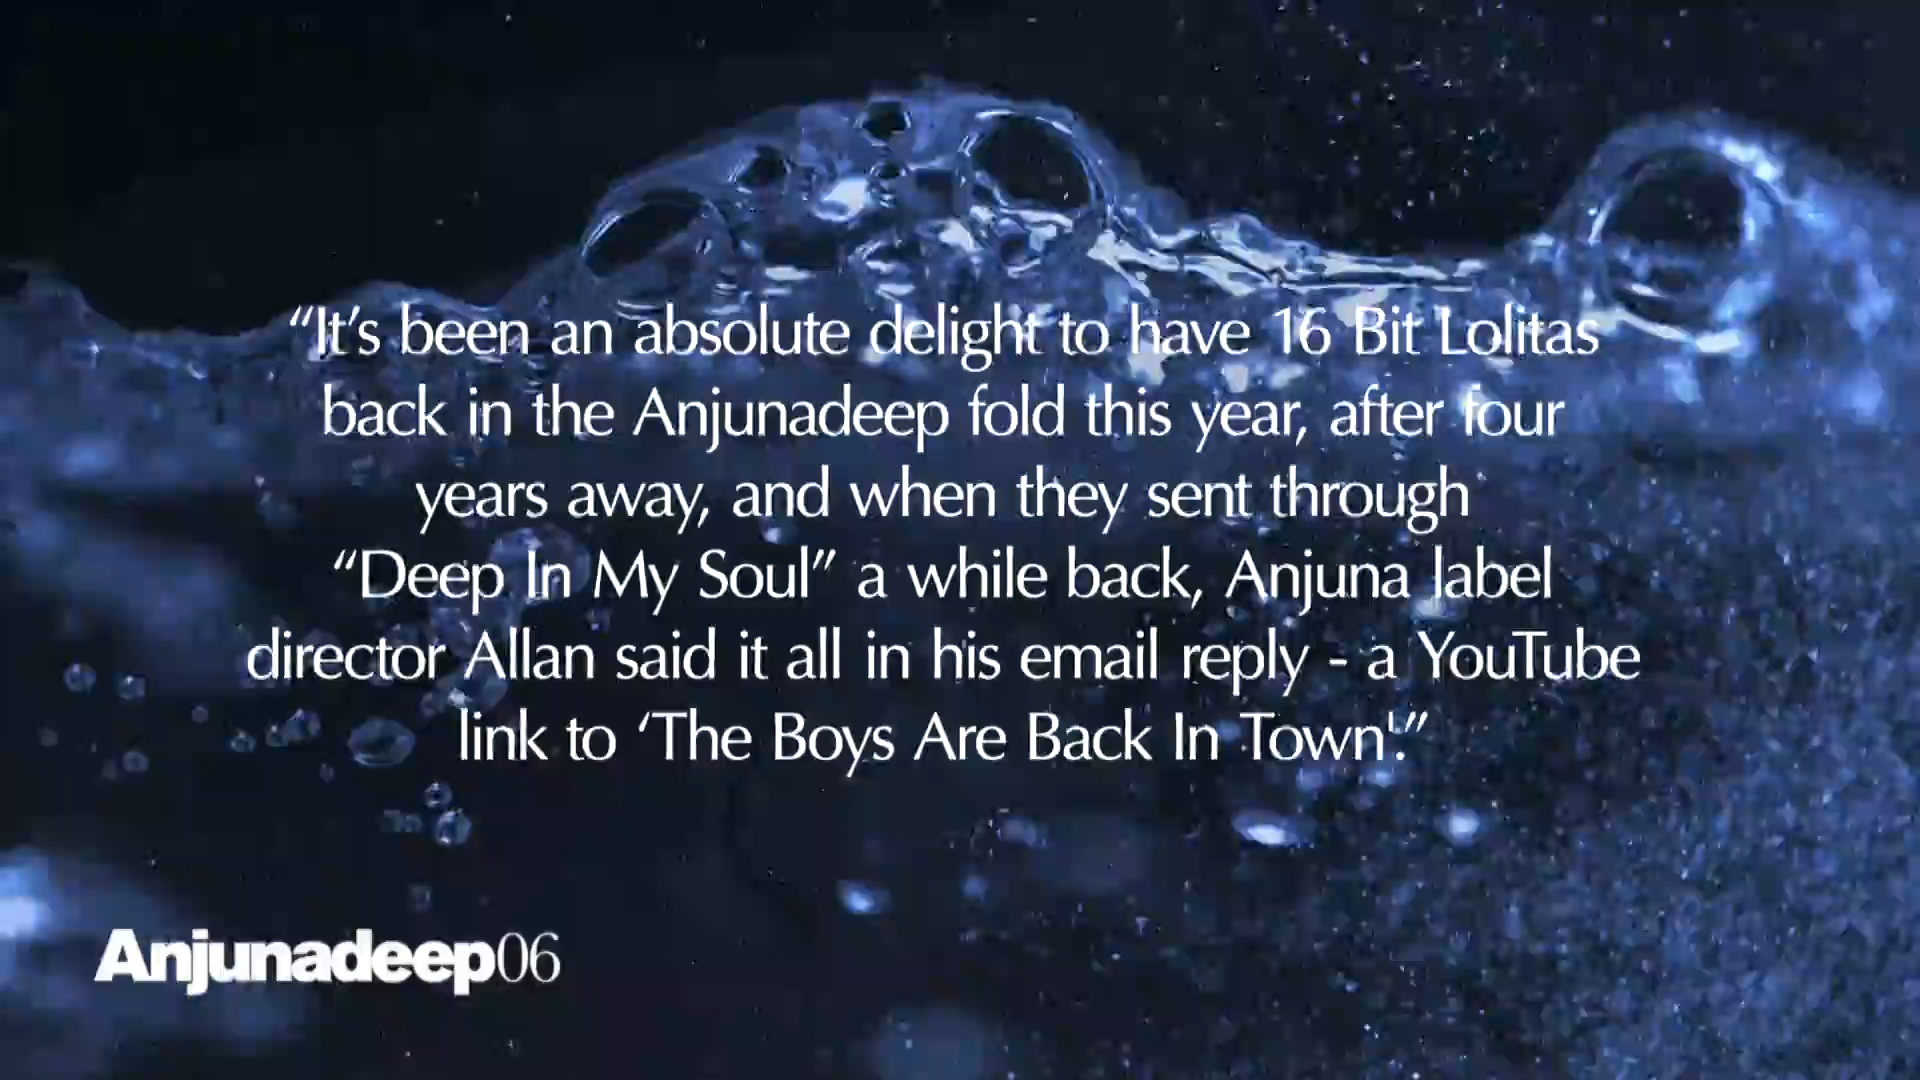 “It’s been an absolute delight to have 16 Bit Lolitas
back in the Anjunadeep fold this year, after four
years away, and when they sent through
“Deep In My Soul” a while back, Anjuna label
director Allan said it all in his email reply - a YouTube
link to ‘The Boys Are Back In Town'.”
Anjunadeep06